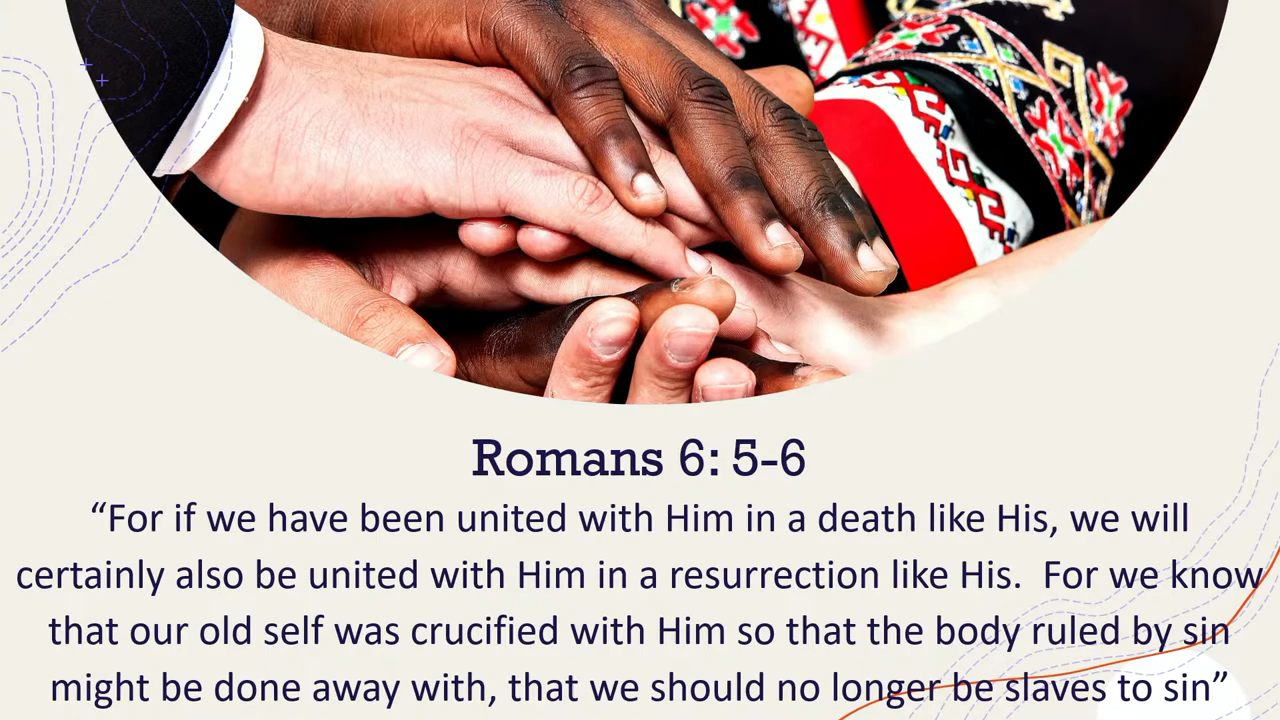 Romans 6: 5-6
“For if we have been united with Him in a death like His, we will
certainly also be united with Him in a resurrection like His.  For we know
that our old self was crucified with Him so that the body ruled by sin
might be done away with, that we should no longer be slaves to sin”